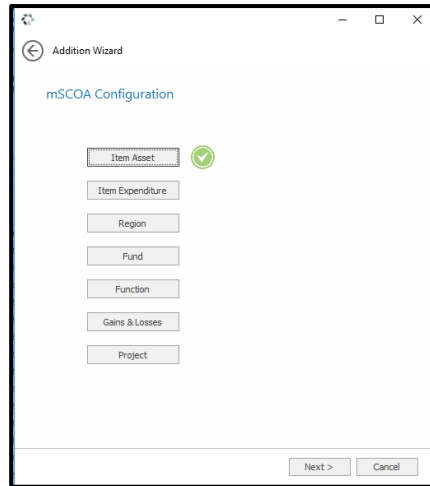 Addition Wizard
mSCOA Configuration
Item Asset
Item Expenditure
Region
Fund
Function
Gains & Losses
Project
Next > Cancel